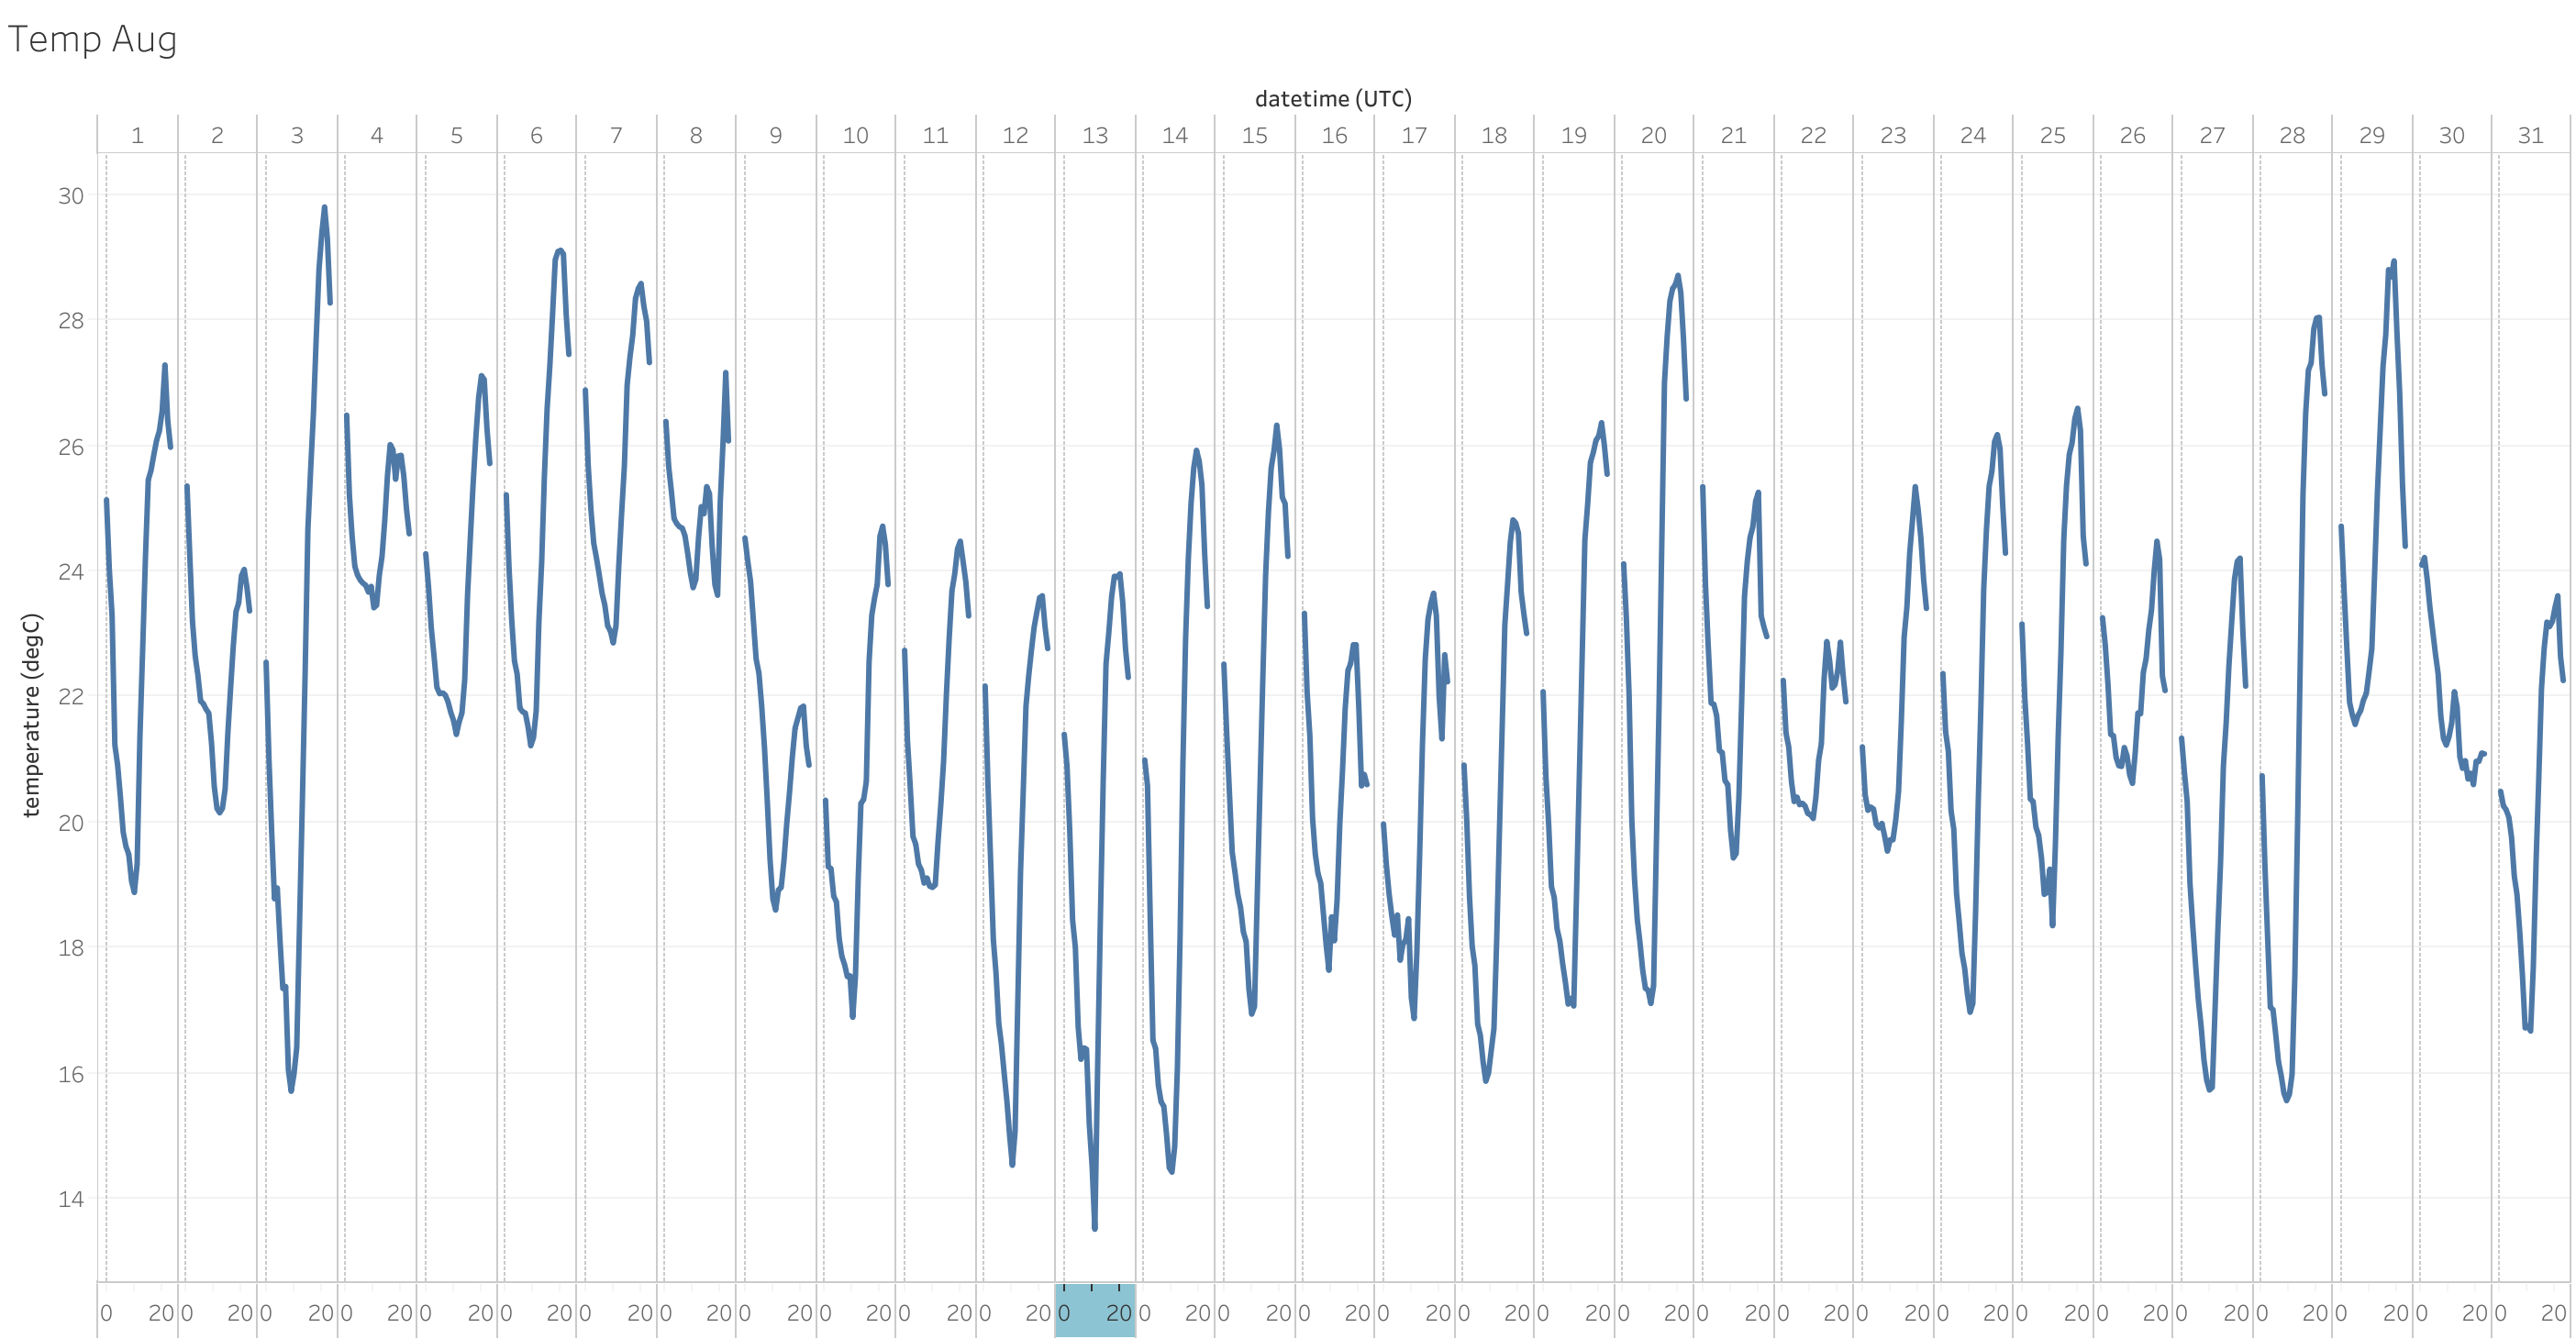 Temp Aug
datetime (UTC)
1 2 3 4 5 6 7 8 9 10 11 12 13 14 15 16 17 18 19 20 21 22 23 24 25 26 27 28 29 30 31
30
28
26
24
22
20
18
16
14
temperature (degC)
0 20 0 20 0 20 0 20 0 20 0 20 0 20 0 20 0 20 0 20 0 20 0 20 0 20 0 20 0 20 0 20 0 20 0 20 0 20 0 20 0 20 0 20 0 20 0 20 0 20 0 20 0 20 0 20 0 20 0 20 0 20